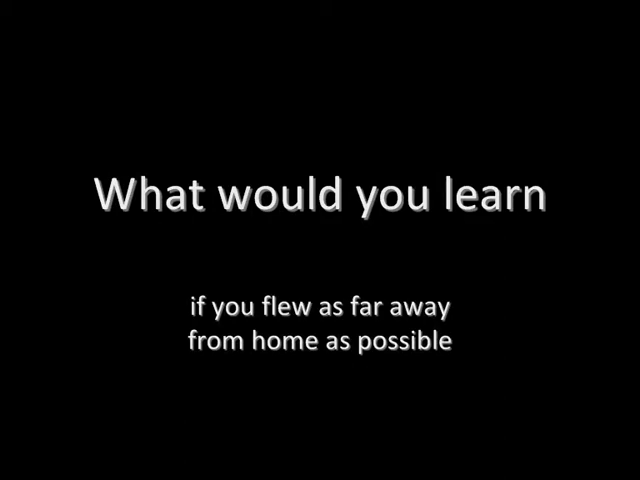 What would you learn
if you flew as far away
from home as possible